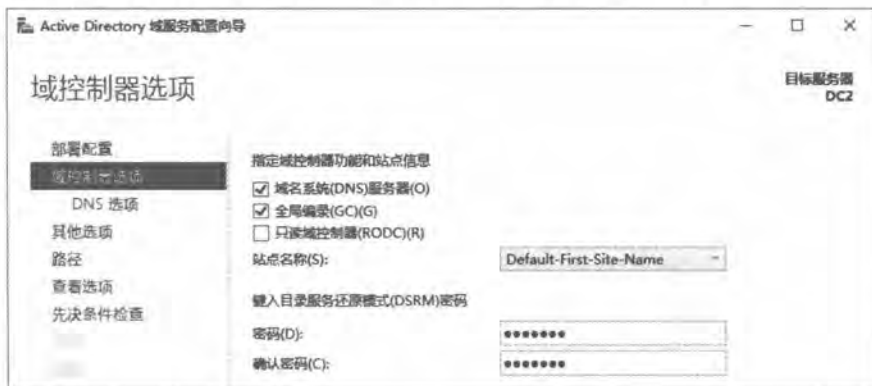 Active Directory 域服务配置向导
域控制器选项
目标服务器
DC2
部署配置
域控制器选项
DNS 选项
其他选项
路径
查看选项
先决条件检查
指定域控制器功能和站点信息
域名系统(DNS)服务器(O)
全局编录(GC)(G)
只读域控制器(RODC)(R)
站点名称(S):
Default-First-Site-Name
键入目录服务还原模式(DSRM)密码
密码(D):
●●●●●●●
确认密码(C):
●●●●●●●